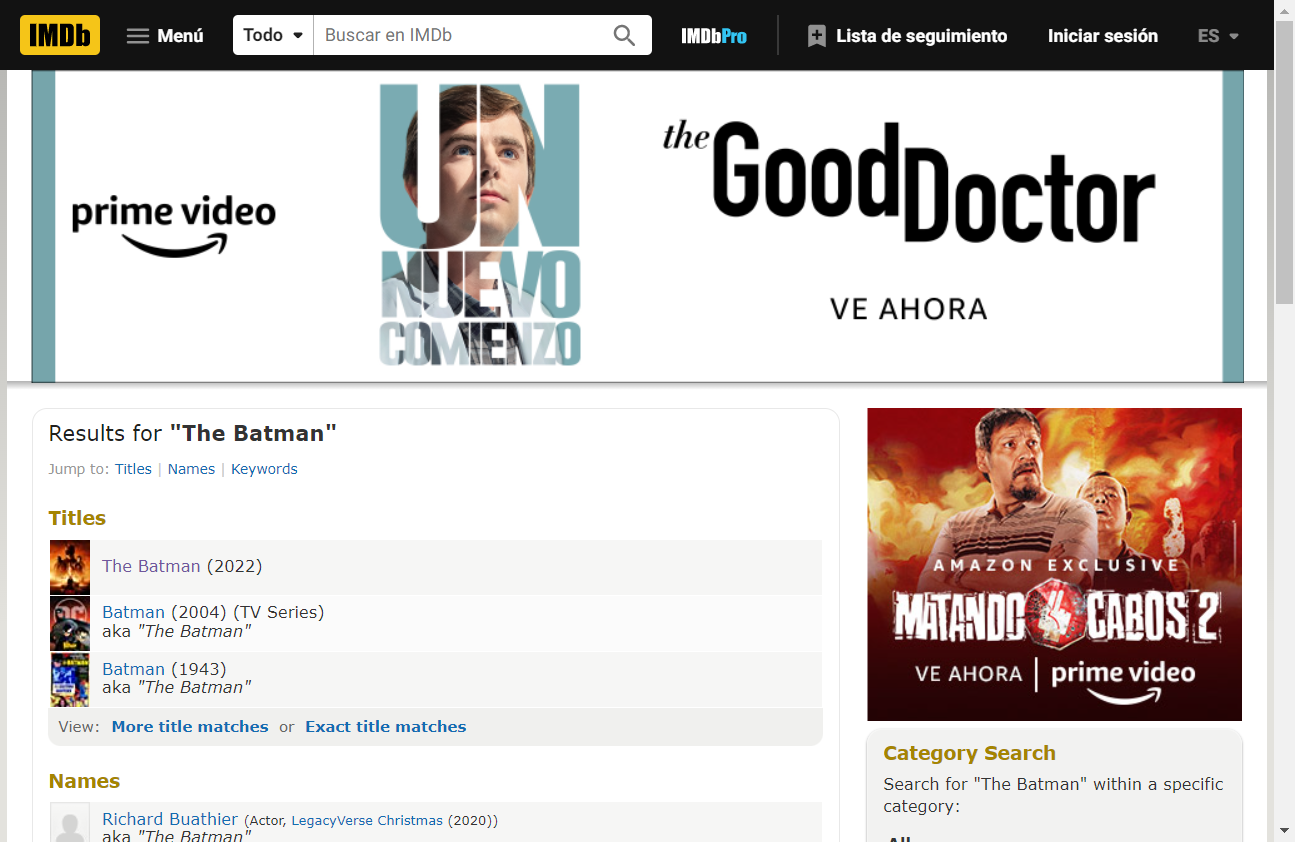 IMDb Menú Todo Buscar en IMDb IMDbPro Lista de seguimiento Iniciar sesión ES
prime video
UN
NUEVO
COMIENZO
the GoodDoctor
VE AHORA
Results for "The Batman"
Jump to: Titles | Names | Keywords
Titles
The Batman (2022)
Batman (2004) (TV Series)
aka "The Batman"
Batman (1943)
aka "The Batman"
View: More title matches or Exact title matches
Names
Richard Buathier (Actor, LegacyVerse Christmas (2020))
aka "The Batman"
AMAZON EXCLUSIVE
MATANDO CABOS 2
VE AHORA | prime video
Category Search
Search for "The Batman" within a specific
category:
All